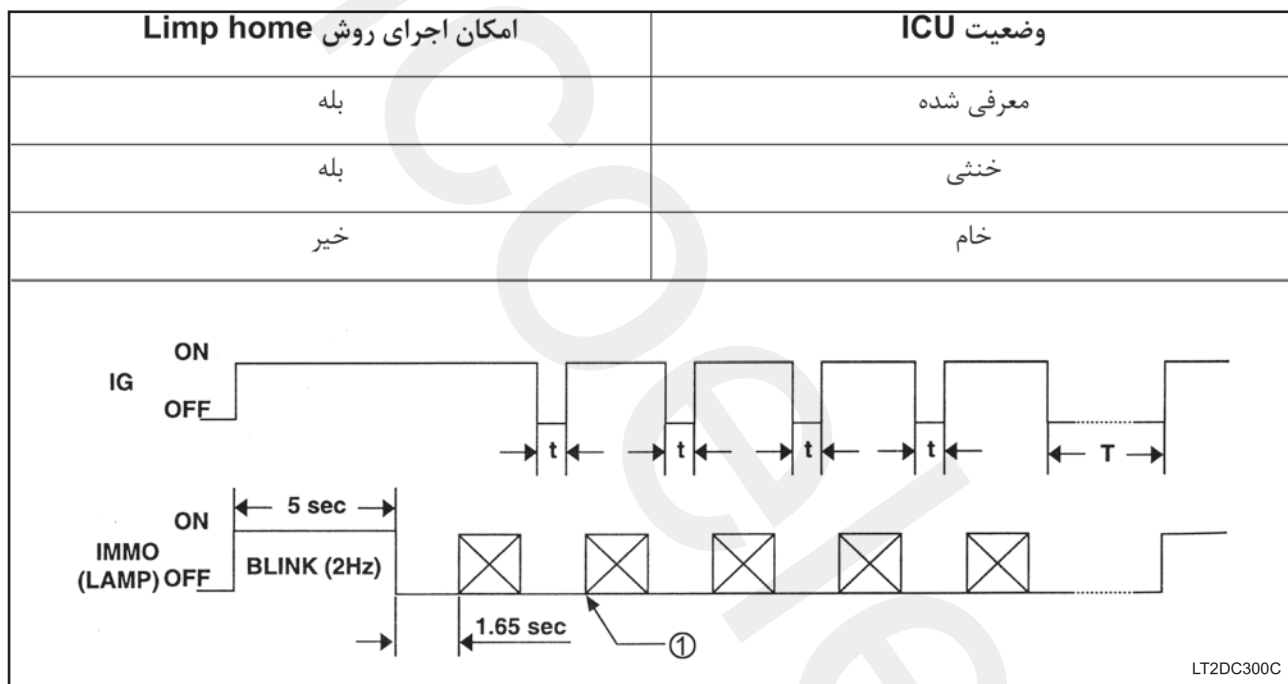 وضعیت ICU
امکان اجرای روش Limp home
معرفی شده
بله
خنثی
بله
خام
خیر
ON
IG
OFF
t
t
t
t
T
5 sec
ON
IMMO
(LAMP) OFF
BLINK (2Hz)
1.65 sec
①
LT2DC300C